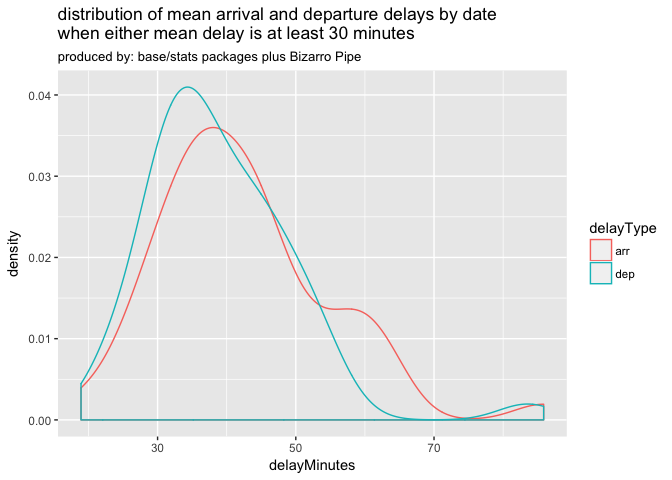 distribution of mean arrival and departure delays by date
when either mean delay is at least 30 minutes
produced by: base/stats packages plus Bizarro Pipe
0.04
0.03
0.02
0.01
0.00
density
30
50
70
delayMinutes
delayType
arr
dep